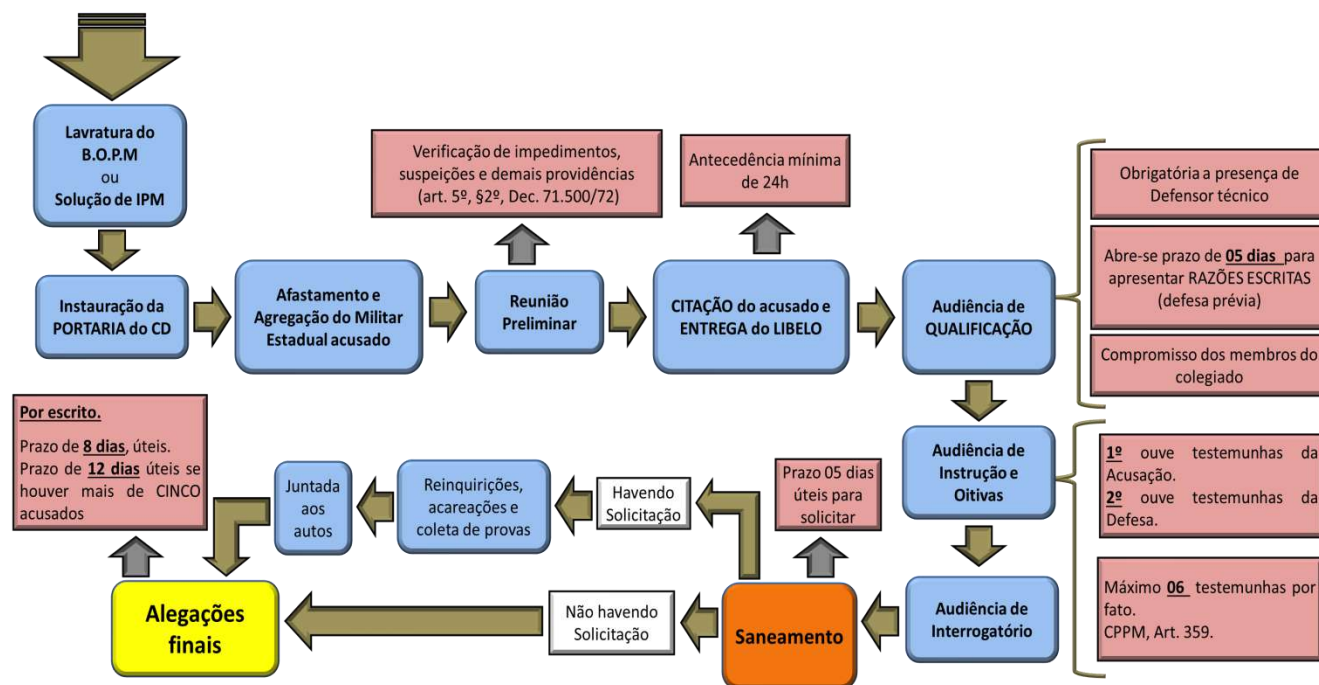 Lavratura do
B.O.P.M
ou
Solução de IPM
Instauração da
PORTARIA do CD
Afastamento e
Agregação do Militar
Estadual acusado
Verificação de impedimentos,
suspeições e demais providências
(art. 5º, §2º, Dec. 71.500/72)
Reunião
Preliminar
Antecedência mínima
de 24h
CITAÇÃO do acusado e
ENTREGA do LIBELO
Audiência de
QUALIFICAÇÃO
Obrigatória a presença de
Defensor técnico
Abre-se prazo de 05 dias para
apresentar RAZÕES ESCRITAS
(defesa prévia)
Compromisso dos membros do
colegiado
Audiência de
Instrução e
Oitivas
1º ouve testemunhas da
Acusação.
2º ouve testemunhas da
Defesa.
Máximo 06 testemunhas por
fato.
CPPM, Art. 359.
Audiência de
Interrogatório
Prazo 05 dias
úteis para
solicitar
Saneamento
Havendo
Solicitação
Reinquirições,
acareações e
coleta de provas
Juntada
aos
autos
Não havendo
Solicitação
Por escrito.
Prazo de 8 dias, úteis.
Prazo de 12 dias úteis se
houver mais de CINCO
acusados
Alegações
finais